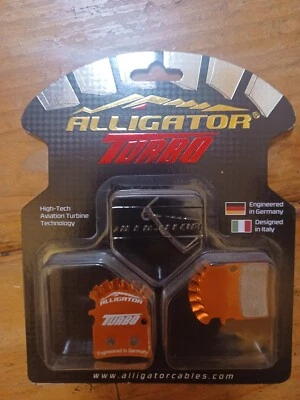 ALLIGATOR®
TURBO
High-Tech
Aviation Turbine
Technology
Engineered
in Germany
Designed
in Italy
ALLIGATOR
TURBO
Engineered in Germany
www.alligatorcables.com